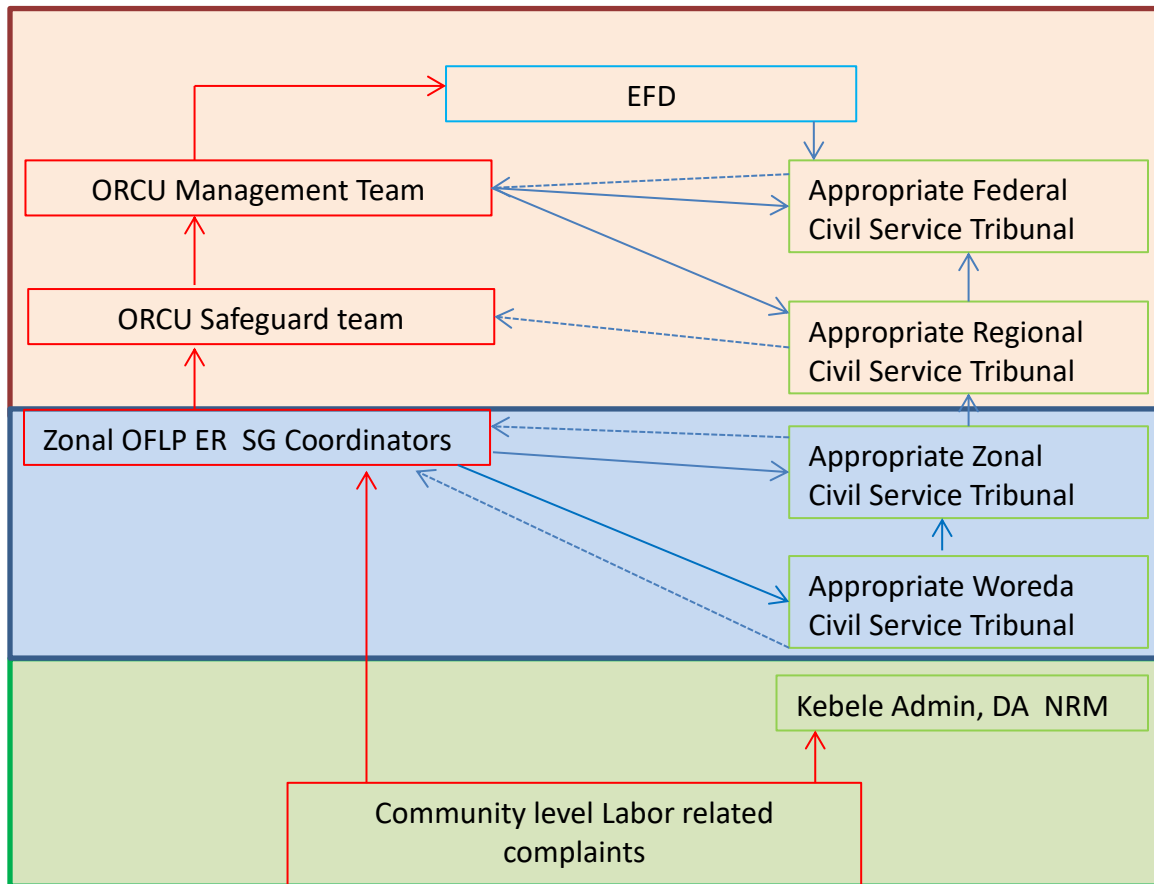 EFD
ORCU Management Team
Appropriate Federal
Civil Service Tribunal
ORCU Safeguard team
Appropriate Regional
Civil Service Tribunal
Zonal OFLP ER  SG Coordinators
Appropriate Zonal
Civil Service Tribunal
Appropriate Woreda
Civil Service Tribunal
Kebele Admin, DA  NRM
Community level Labor related
complaints